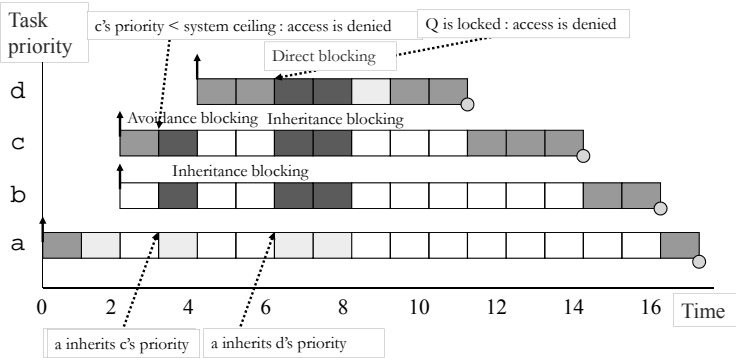 Task
priority
c's priority < system ceiling : access is denied
Q is locked : access is denied
Direct blocking
d
Avoidance blocking
Inheritance blocking
c
Inheritance blocking
b
a
0 2 4 6 8 10 12 14 16
Time
a inherits c's priority
a inherits d's priority